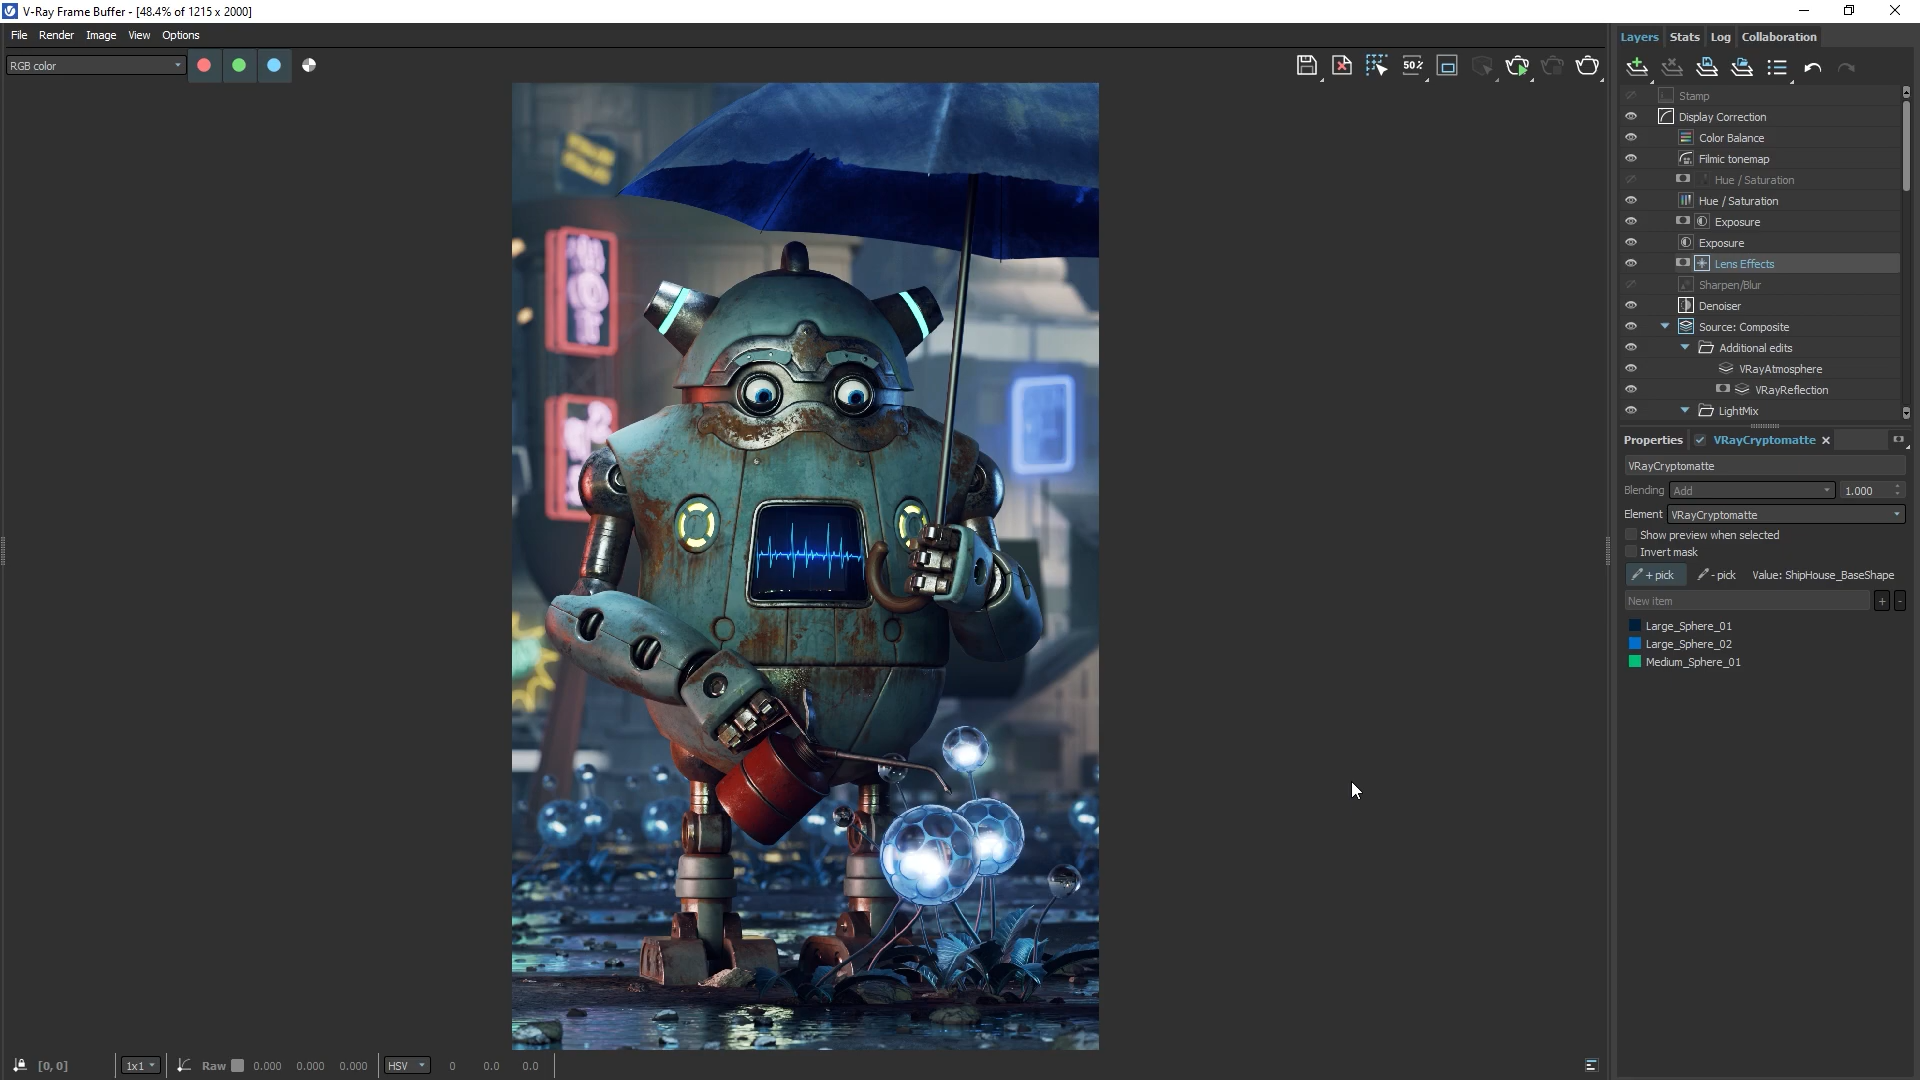 V-Ray Frame Buffer - [48.4% of 1215 x 2000]
File Render Image View Options
RGB color
50%
Layers Stats Log Collaboration
Stamp
Display Correction
Color Balance
Filmic tonemap
Hue / Saturation
Hue / Saturation
Exposure
Exposure
Lens Effects
Sharpen/Blur
Denoiser
Source: Composite
Additional edits
VRayAtmosphere
VRayReflection
LightMix
Properties VRayCryptomatte
VRayCryptomatte
Blending Add 1.000
Element VRayCryptomatte
Show preview when selected
Invert mask
+ pick - pick Value: ShipHouse_BaseShape
New item + -
Large_Sphere_01
Large_Sphere_02
Medium_Sphere_01
[0, 0] 1x1 Raw 0.000 0.000 0.000 HSV 0 0.0 0.0